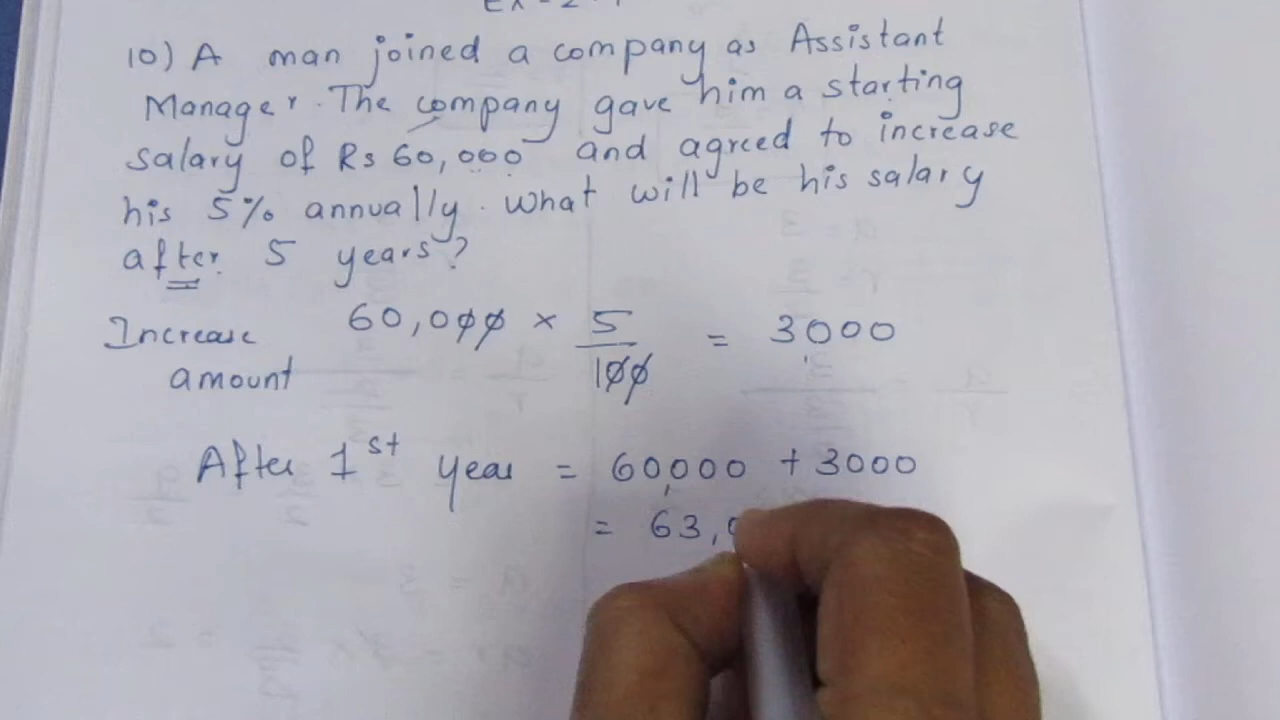 10) A man joined a company as Assistant
Manager. The company gave him a starting
salary of Rs 60,000 and agreed to increase
his 5% annually. What will be his salary
after 5 years?
Increase 60,000 × 5/100 = 3000
amount
After 1st year = 60,000 + 3000
= 63,0